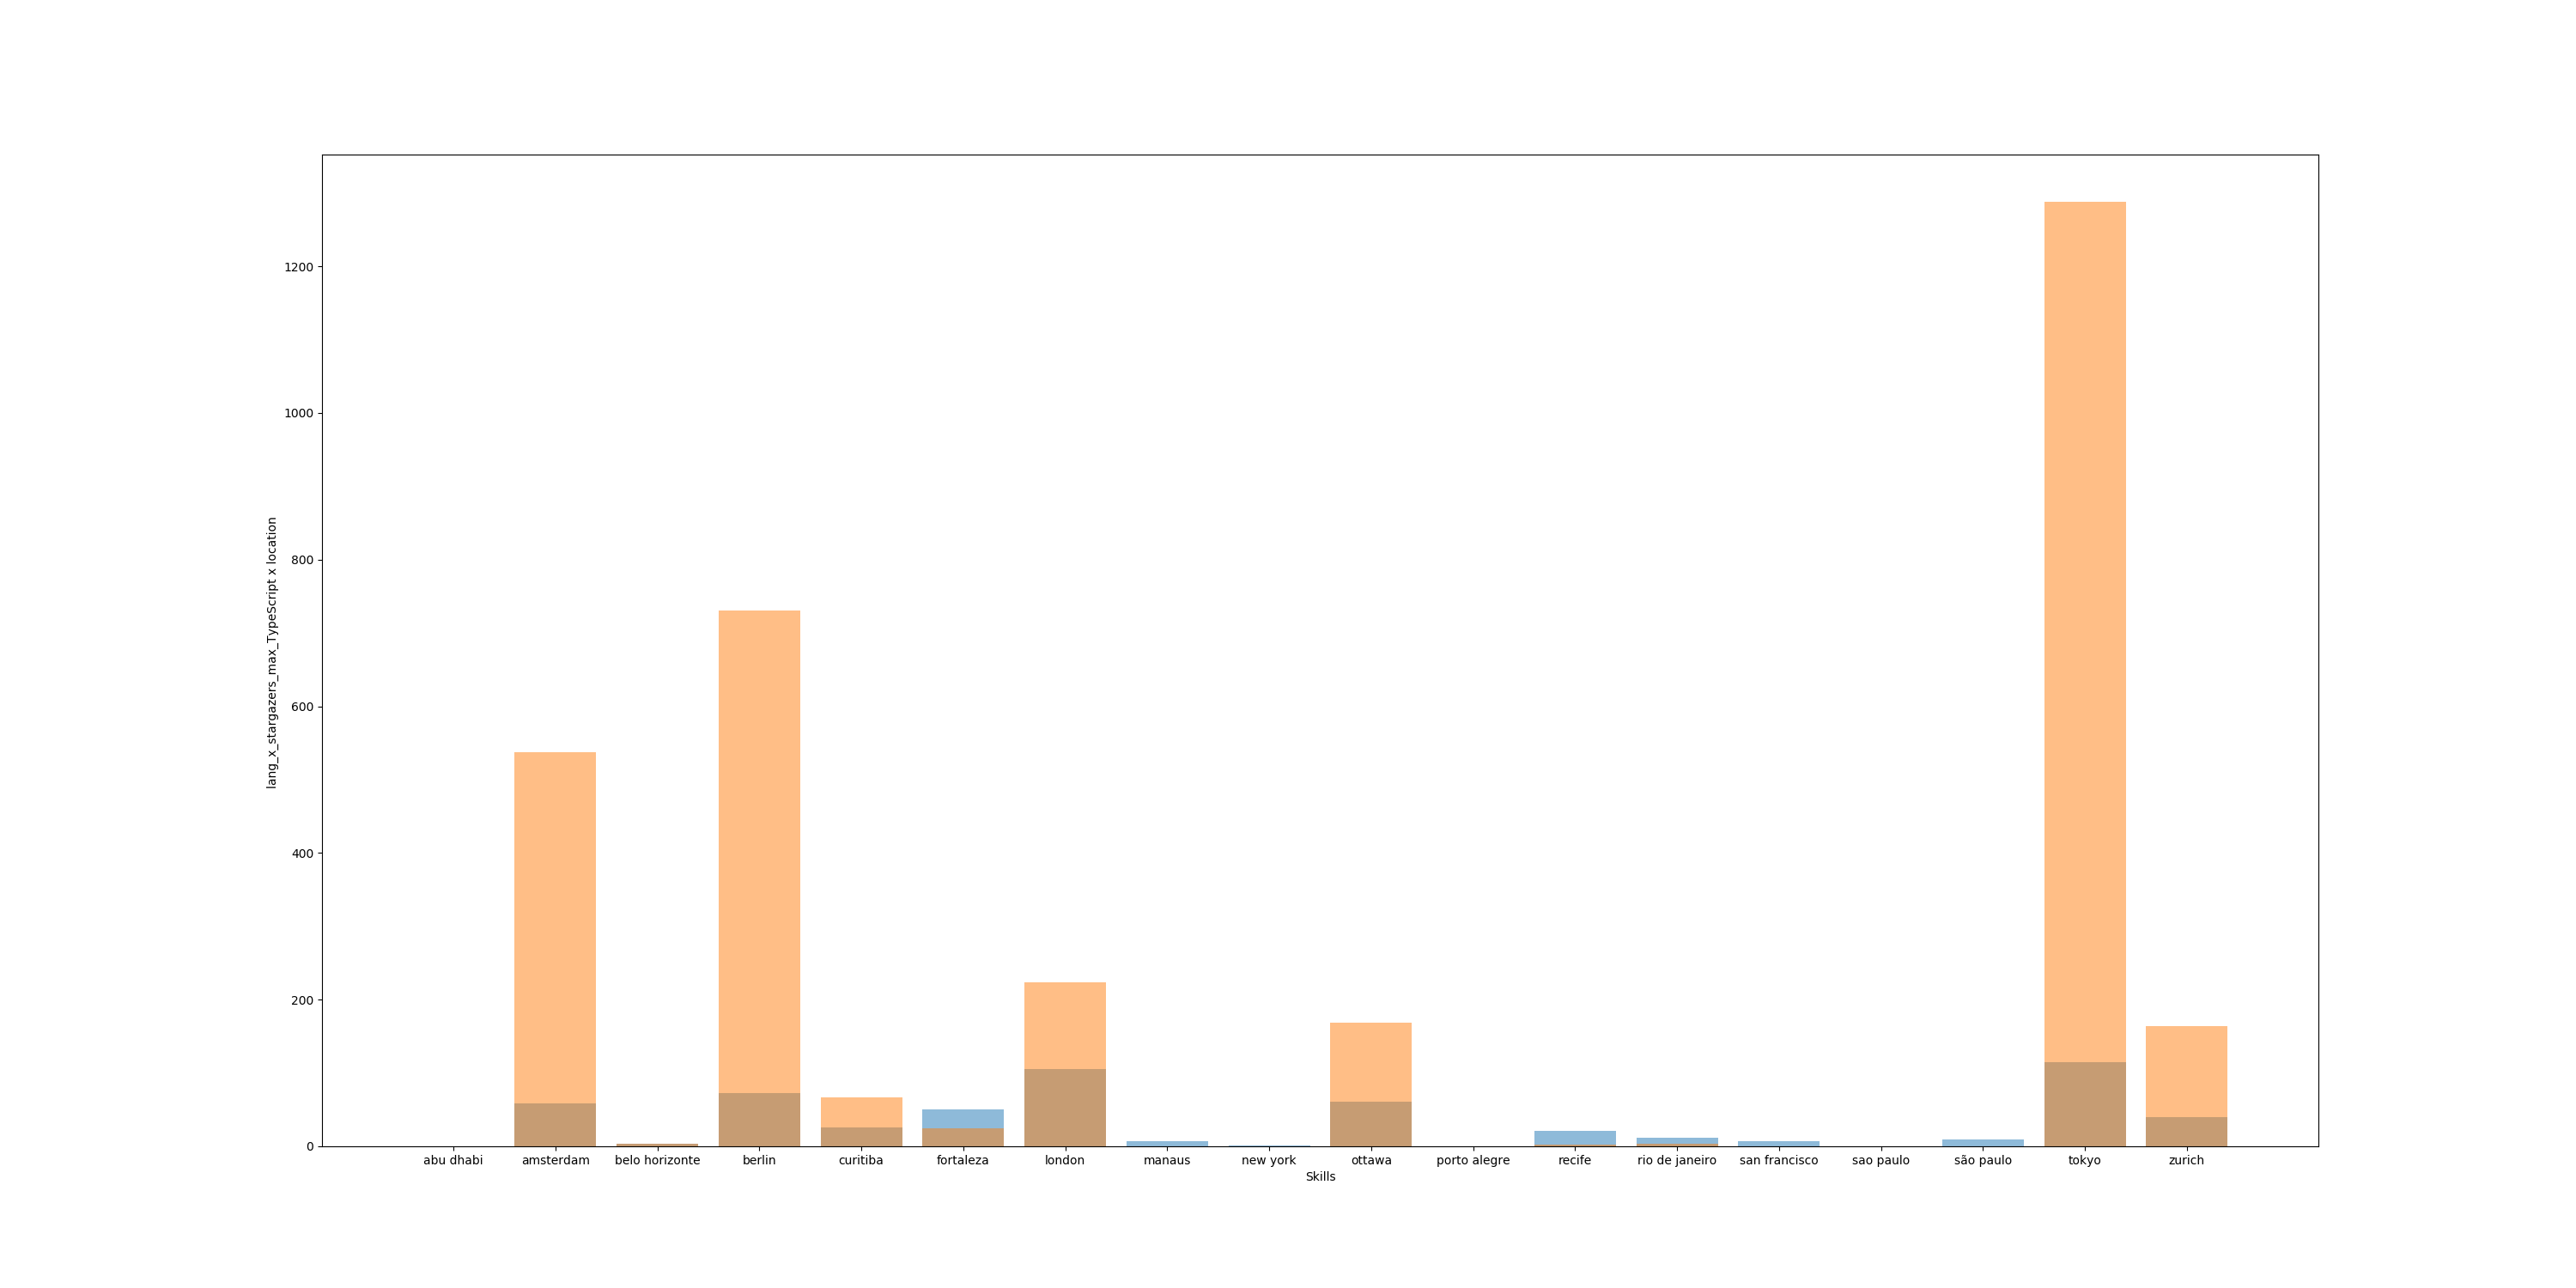 1200
1000
800
600
400
200
0
lang_x_stargazers_max_TypeScript x location
abu dhabi amsterdam belo horizonte berlin curitiba fortaleza london manaus new york ottawa porto alegre recife rio de janeiro san francisco sao paulo são paulo tokyo zurich
Skills